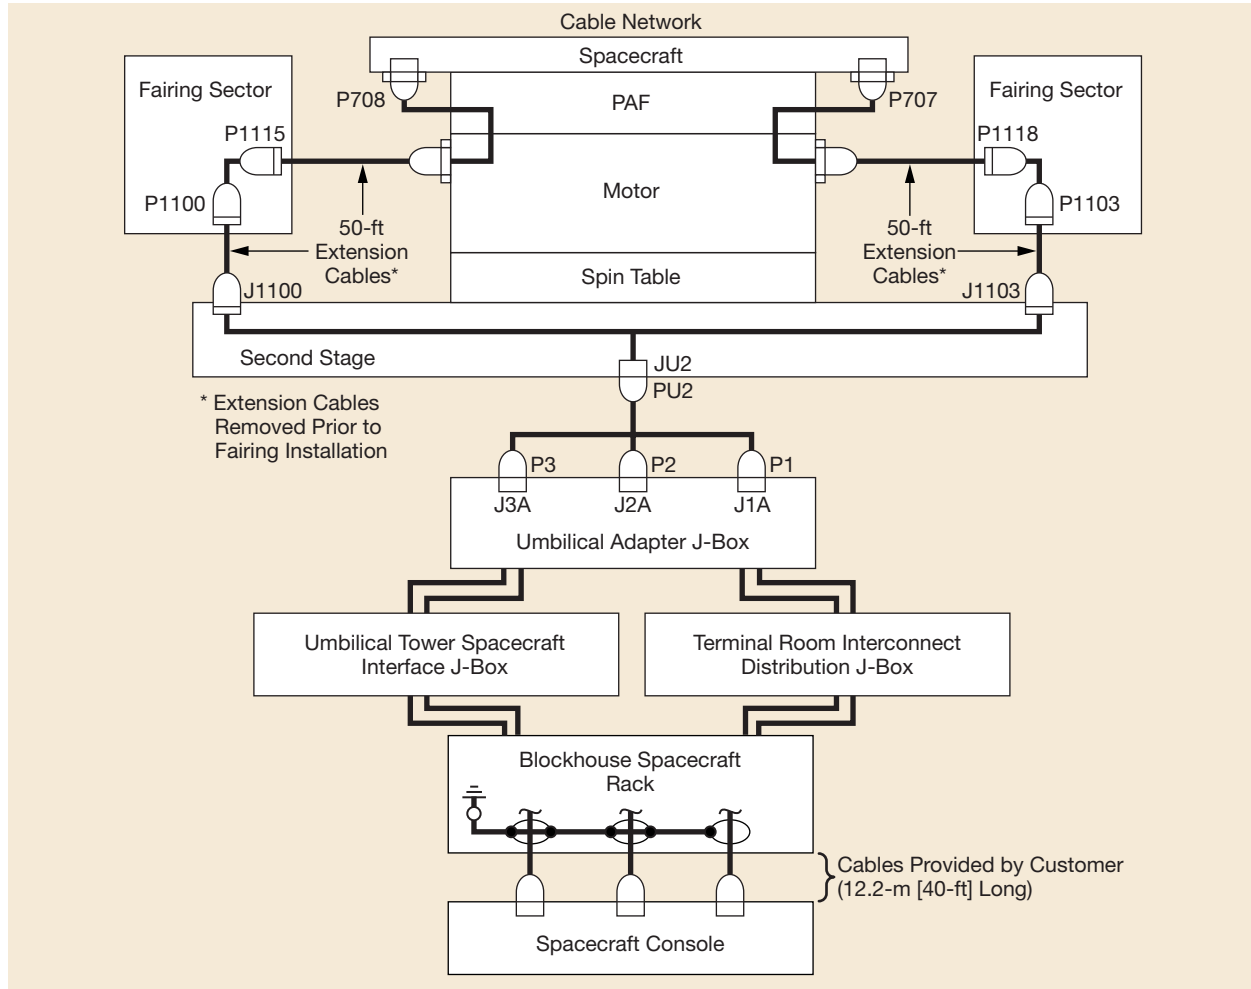 Cable Network
Spacecraft
Fairing Sector
P708
PAF
P707
Fairing Sector
P1115
P1118
P1100
Motor
P1103
50-ft
Extension
Cables*
50-ft
Extension
Cables*
J1100
Spin Table
J1103
Second Stage
JU2
PU2
* Extension Cables
Removed Prior to
Fairing Installation
P3
P2
P1
J3A
J2A
J1A
Umbilical Adapter J-Box
Umbilical Tower Spacecraft
Interface J-Box
Terminal Room Interconnect
Distribution J-Box
Blockhouse Spacecraft
Rack
Cables Provided by Customer
(12.2-m [40-ft] Long)
Spacecraft Console